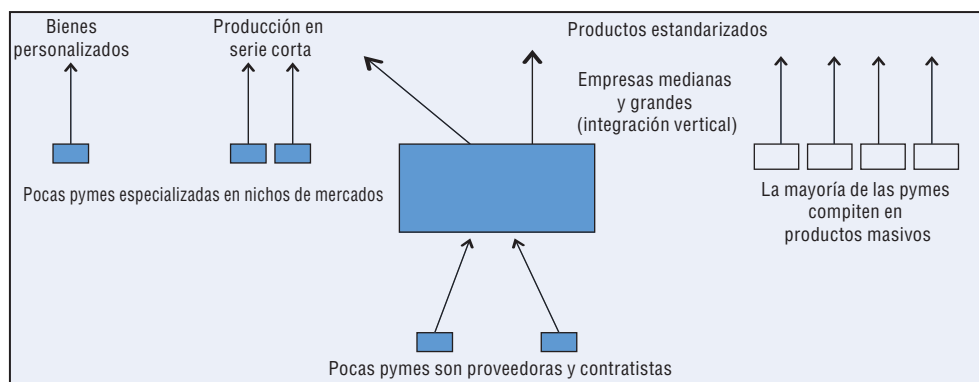 Bienes
personalizados
Producción en
serie corta
Productos estandarizados
Empresas medianas
y grandes
(integración vertical)
Pocas pymes especializadas en nichos de mercados
La mayoría de las pymes
compiten en
productos masivos
Pocas pymes son proveedoras y contratistas